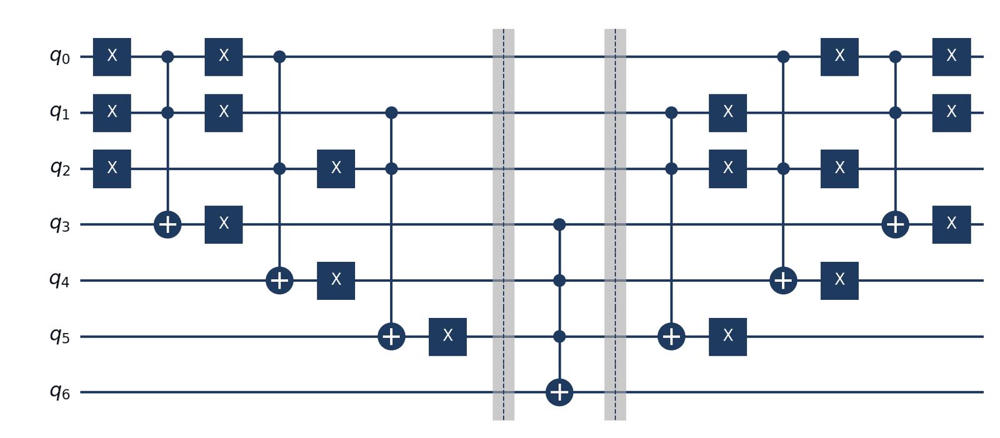 q0 X X X X
q1 X X X X
q2 X X X X
q3 X X
q4 X X
q5 X X
q6